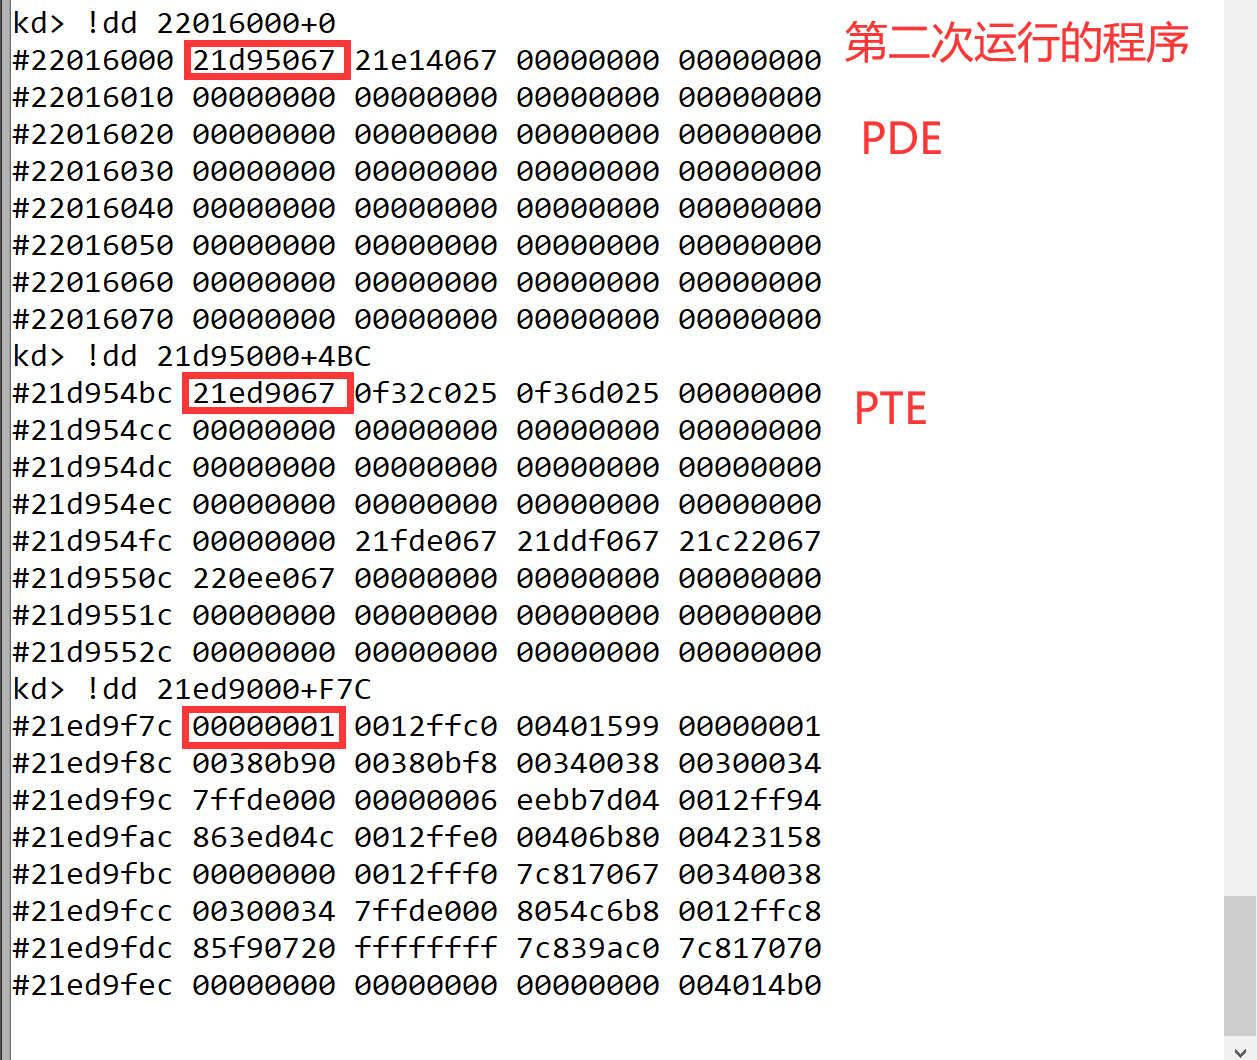 kd> !dd 22016000+0
#22016000 21d95067 21e14067 00000000 00000000
第二次运行的程序
#22016010 00000000 00000000 00000000 00000000
#22016020 00000000 00000000 00000000 00000000
PDE
#22016030 00000000 00000000 00000000 00000000
#22016040 00000000 00000000 00000000 00000000
#22016050 00000000 00000000 00000000 00000000
#22016060 00000000 00000000 00000000 00000000
#22016070 00000000 00000000 00000000 00000000
kd> !dd 21d95000+4BC
#21d954bc 21ed9067 0f32c025 0f36d025 00000000
PTE
#21d954cc 00000000 00000000 00000000 00000000
#21d954dc 00000000 00000000 00000000 00000000
#21d954ec 00000000 00000000 00000000 00000000
#21d954fc 00000000 21fde067 21ddf067 21c22067
#21d9550c 220ee067 00000000 00000000 00000000
#21d9551c 00000000 00000000 00000000 00000000
#21d9552c 00000000 00000000 00000000 00000000
kd> !dd 21ed9000+F7C
#21ed9f7c 00000001 0012ffc0 00401599 00000001
#21ed9f8c 00380b90 00380bf8 00340038 00300034
#21ed9f9c 7ffde000 00000006 eebb7d04 0012ff94
#21ed9fac 863ed04c 0012ffe0 00406b80 00423158
#21ed9fbc 00000000 0012fff0 7c817067 00340038
#21ed9fcc 00300034 7ffde000 8054c6b8 0012ffc8
#21ed9fdc 85f90720 ffffffff 7c839ac0 7c817070
#21ed9fec 00000000 00000000 00000000 004014b0